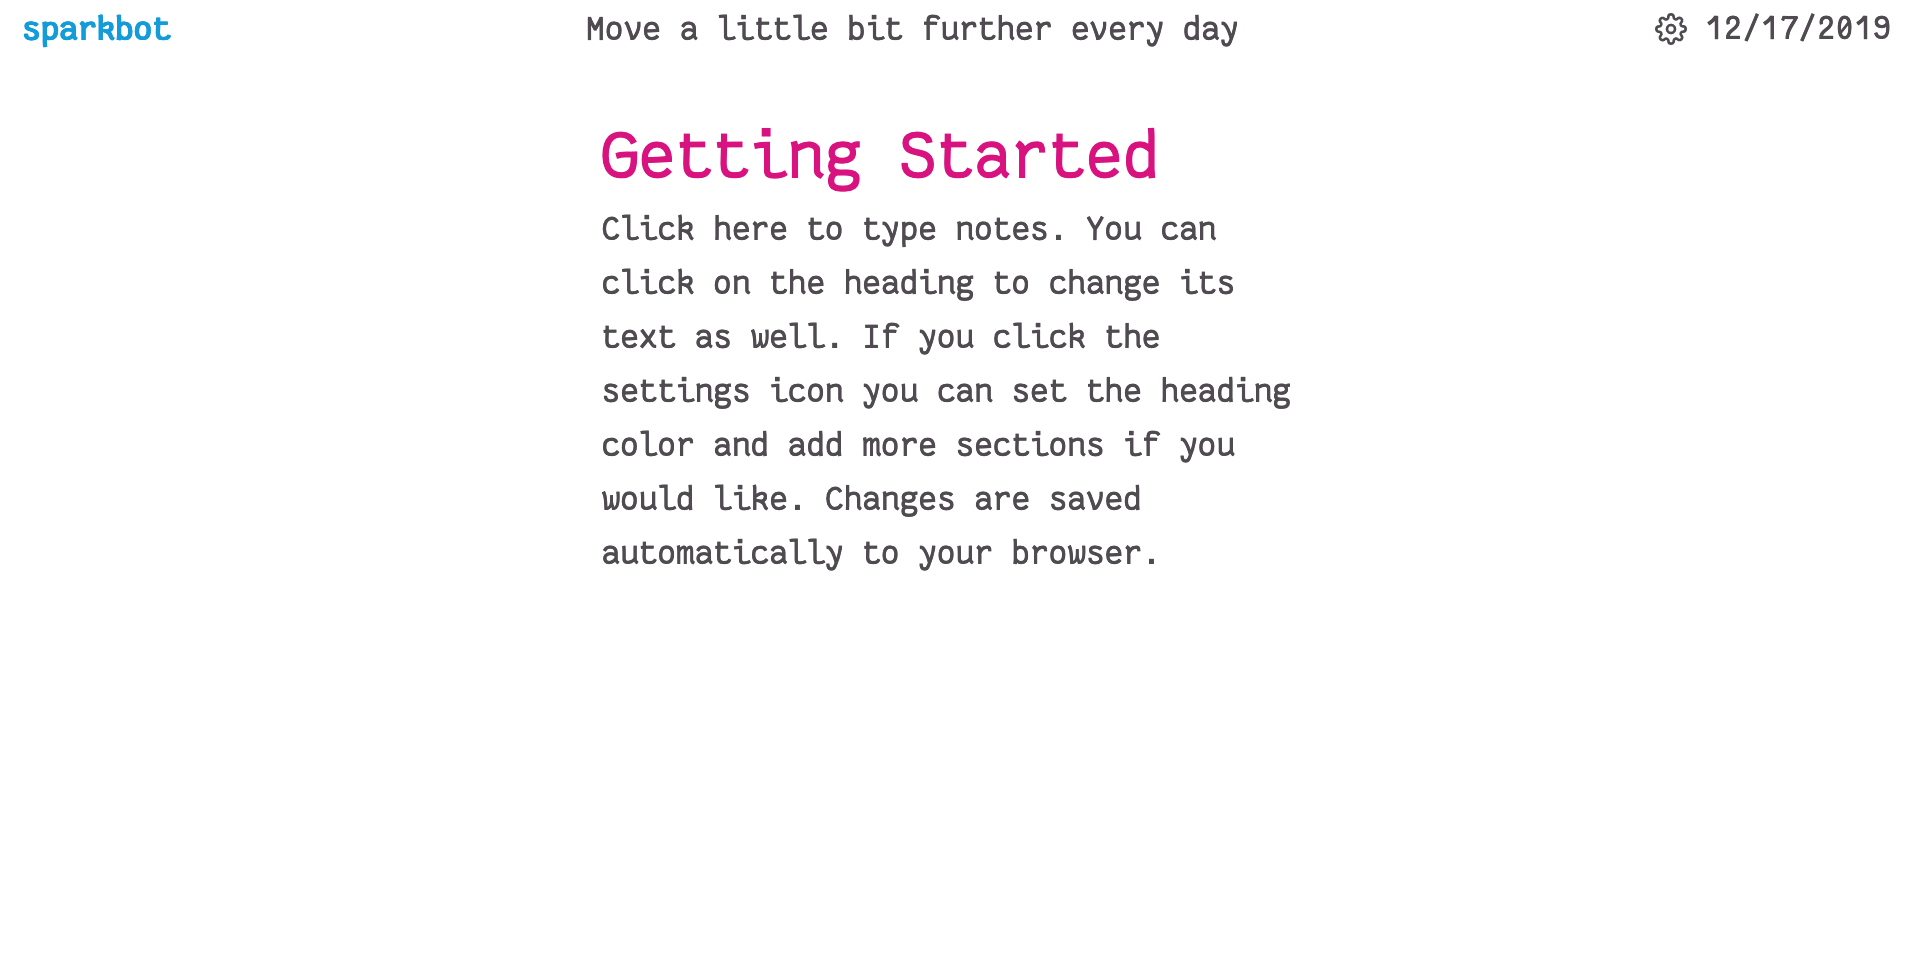 sparkbot
Move a little bit further every day
12/17/2019
Getting Started
Click here to type notes. You can
click on the heading to change its
text as well. If you click the
settings icon you can set the heading
color and add more sections if you
would like. Changes are saved
automatically to your browser.